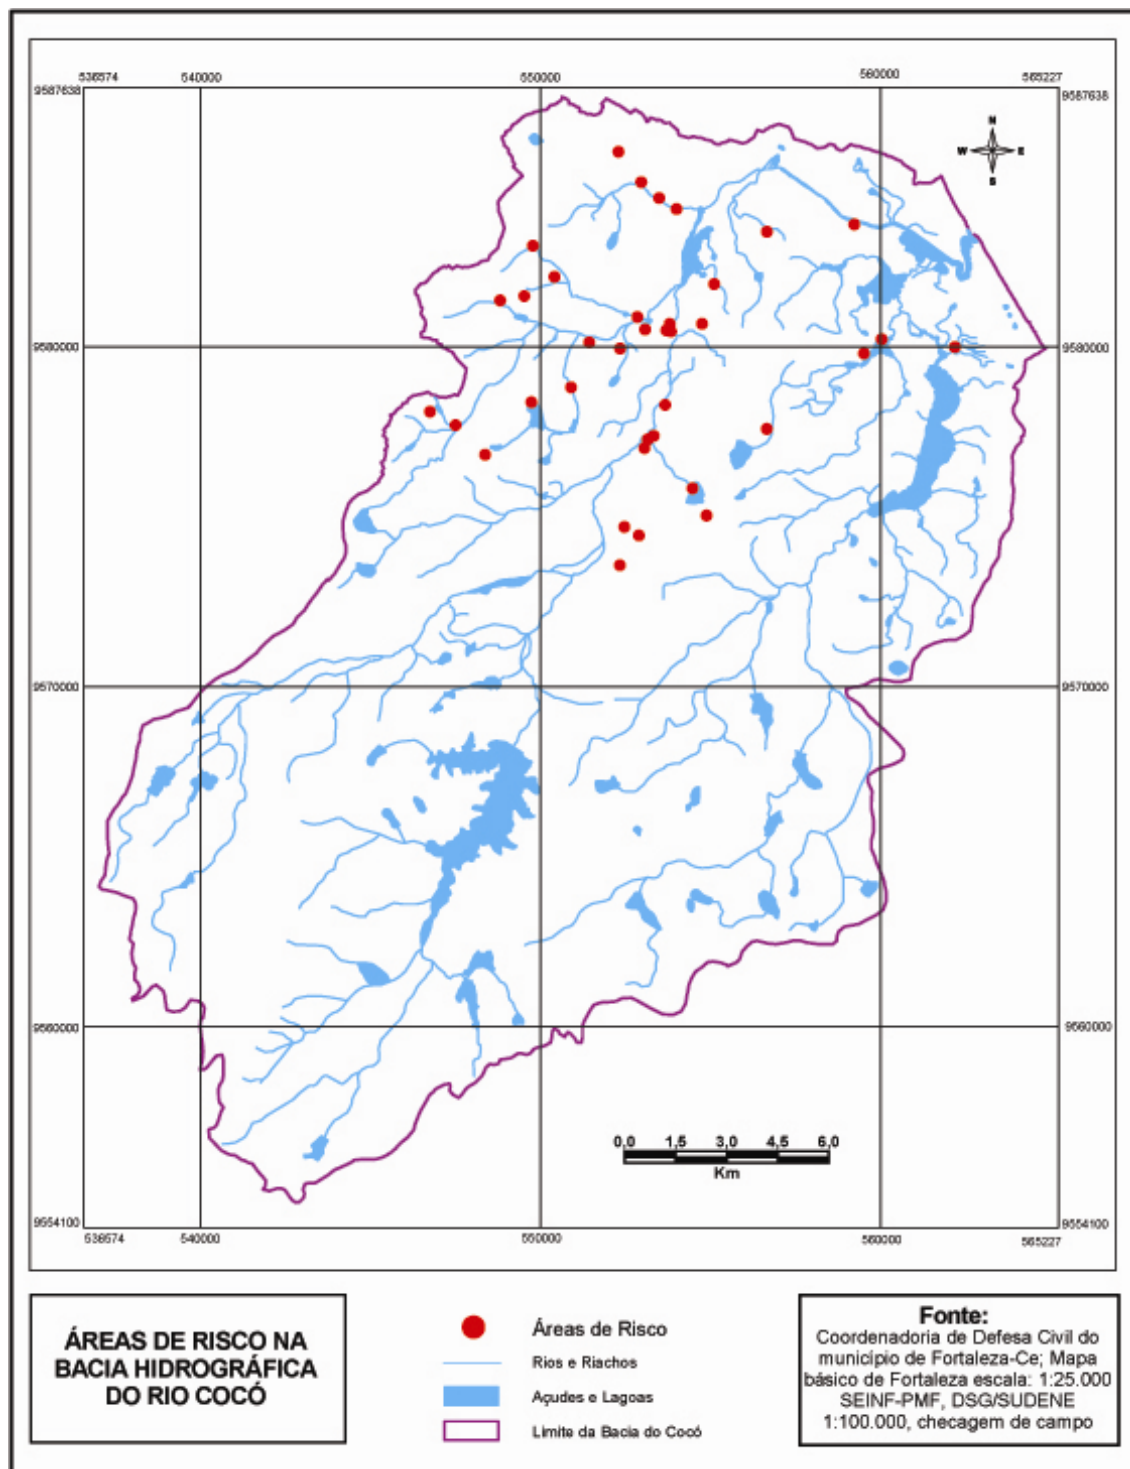 536574 540000 550000 560000 565227
9587638 9587638
N
W E
S
9580000 9580000
9570000 9570000
9560000 9560000
0,0 1,5 3,0 4,5 6,0
Km
9554100 9554100
536574 540000 550000 560000 565227
ÁREAS DE RISCO NA
BACIA HIDROGRÁFICA
DO RIO COCÓ
Áreas de Risco
Rios e Riachos
Açudes e Lagoas
Limite da Bacia do Cocó
Fonte:
Coordenadoria de Defesa Civil do
município de Fortaleza-Ce; Mapa
básico de Fortaleza escala: 1:25.000
SEINF-PMF, DSG/SUDENE
1:100.000, checagem de campo